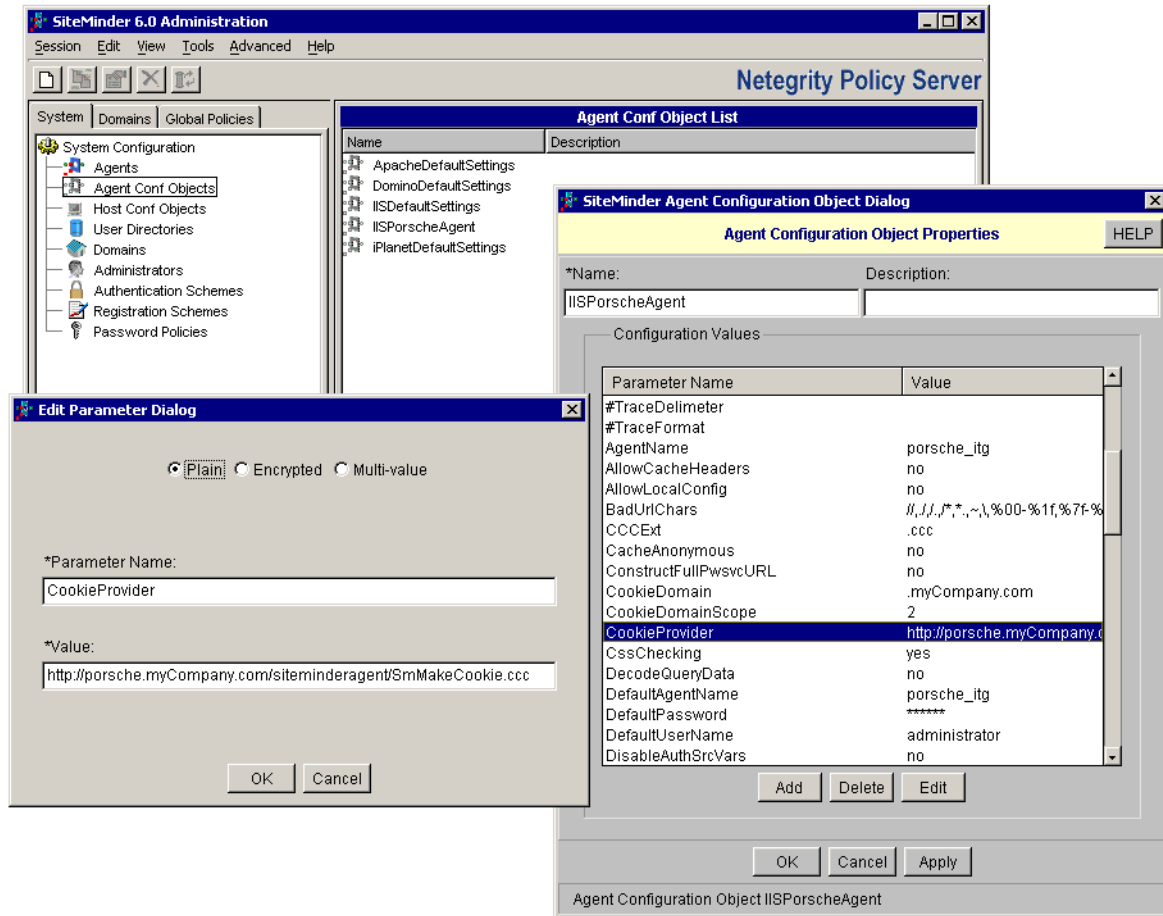 SiteMinder 6.0 Administration
Session Edit View Tools Advanced Help
Netegrity Policy Server
System Domains Global Policies
System Configuration
Agents
Agent Conf Objects
Host Conf Objects
User Directories
Domains
Administrators
Authentication Schemes
Registration Schemes
Password Policies
Agent Conf Object List
Name Description
ApacheDefaultSettings
DominoDefaultSettings
IISDefaultSettings
IISPorscheAgent
iPlanetDefaultSettings
SiteMinder Agent Configuration Object Dialog
Agent Configuration Object Properties
HELP
*Name: Description:
IISPorscheAgent
Configuration Values
Parameter Name Value
#TraceDelimeter
#TraceFormat
AgentName porsche_itg
AllowCacheHeaders no
AllowLocalConfig no
BadUrlChars //,./,/.,/*,*.,~,\,%00-%1f,%7f-%
CCCExt .ccc
CacheAnonymous no
ConstructFullPwsvcURL no
CookieDomain .myCompany.com
CookieDomainScope 2
CookieProvider http://porsche.myCompany.c
CssChecking yes
DecodeQueryData no
DefaultAgentName porsche_itg
DefaultPassword ******
DefaultUserName administrator
DisableAuthSrcVars no
Add Delete Edit
OK Cancel Apply
Agent Configuration Object IISPorscheAgent
Edit Parameter Dialog
Plain Encrypted Multi-value
*Parameter Name:
CookieProvider
*Value:
http://porsche.myCompany.com/siteminderagent/SmMakeCookie.ccc
OK Cancel